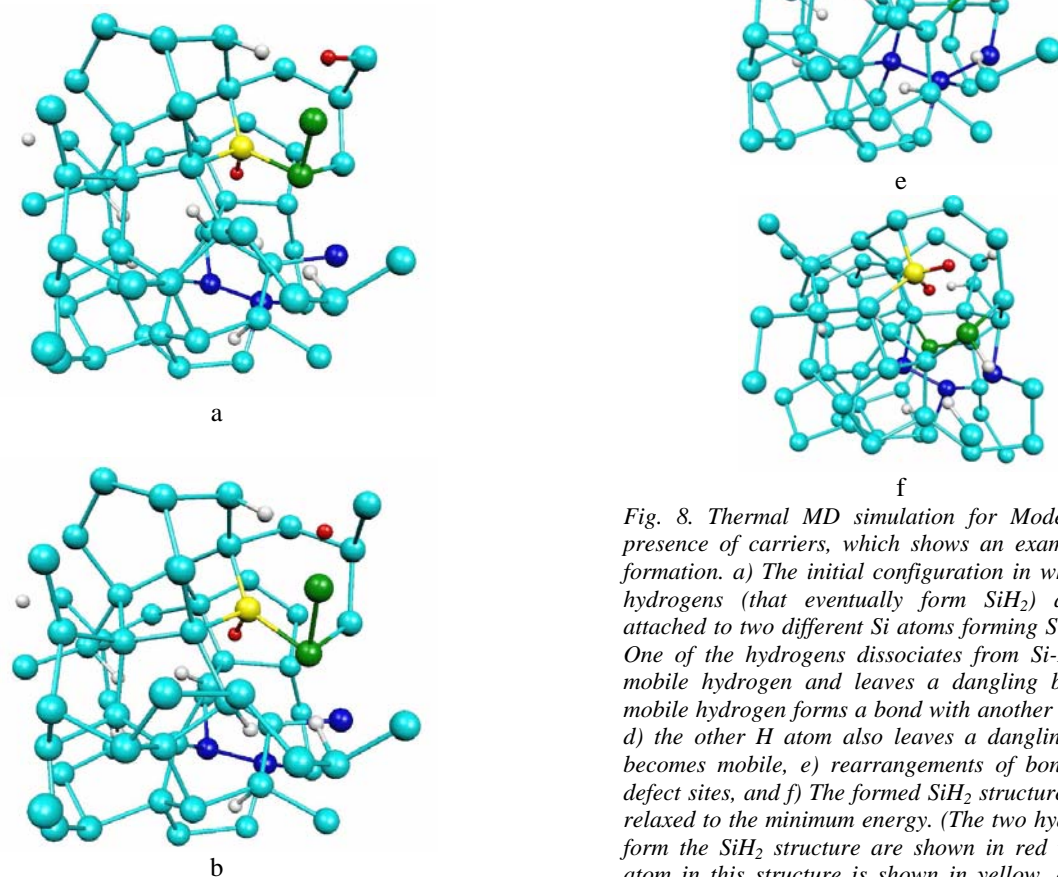 a
b
e
f
Fig. 8. Thermal MD simulation for Mode
presence of carriers, which shows an exam
formation. a) The initial configuration in wh
hydrogens (that eventually form SiH₂) a
attached to two different Si atoms forming S
One of the hydrogens dissociates from Si-
mobile hydrogen and leaves a dangling b
mobile hydrogen forms a bond with another
d) the other H atom also leaves a danglin
becomes mobile, e) rearrangements of bon
defect sites, and f) The formed SiH₂ structure
relaxed to the minimum energy. (The two hy
form the SiH₂ structure are shown in red
atom in this structure is shown in yellow,